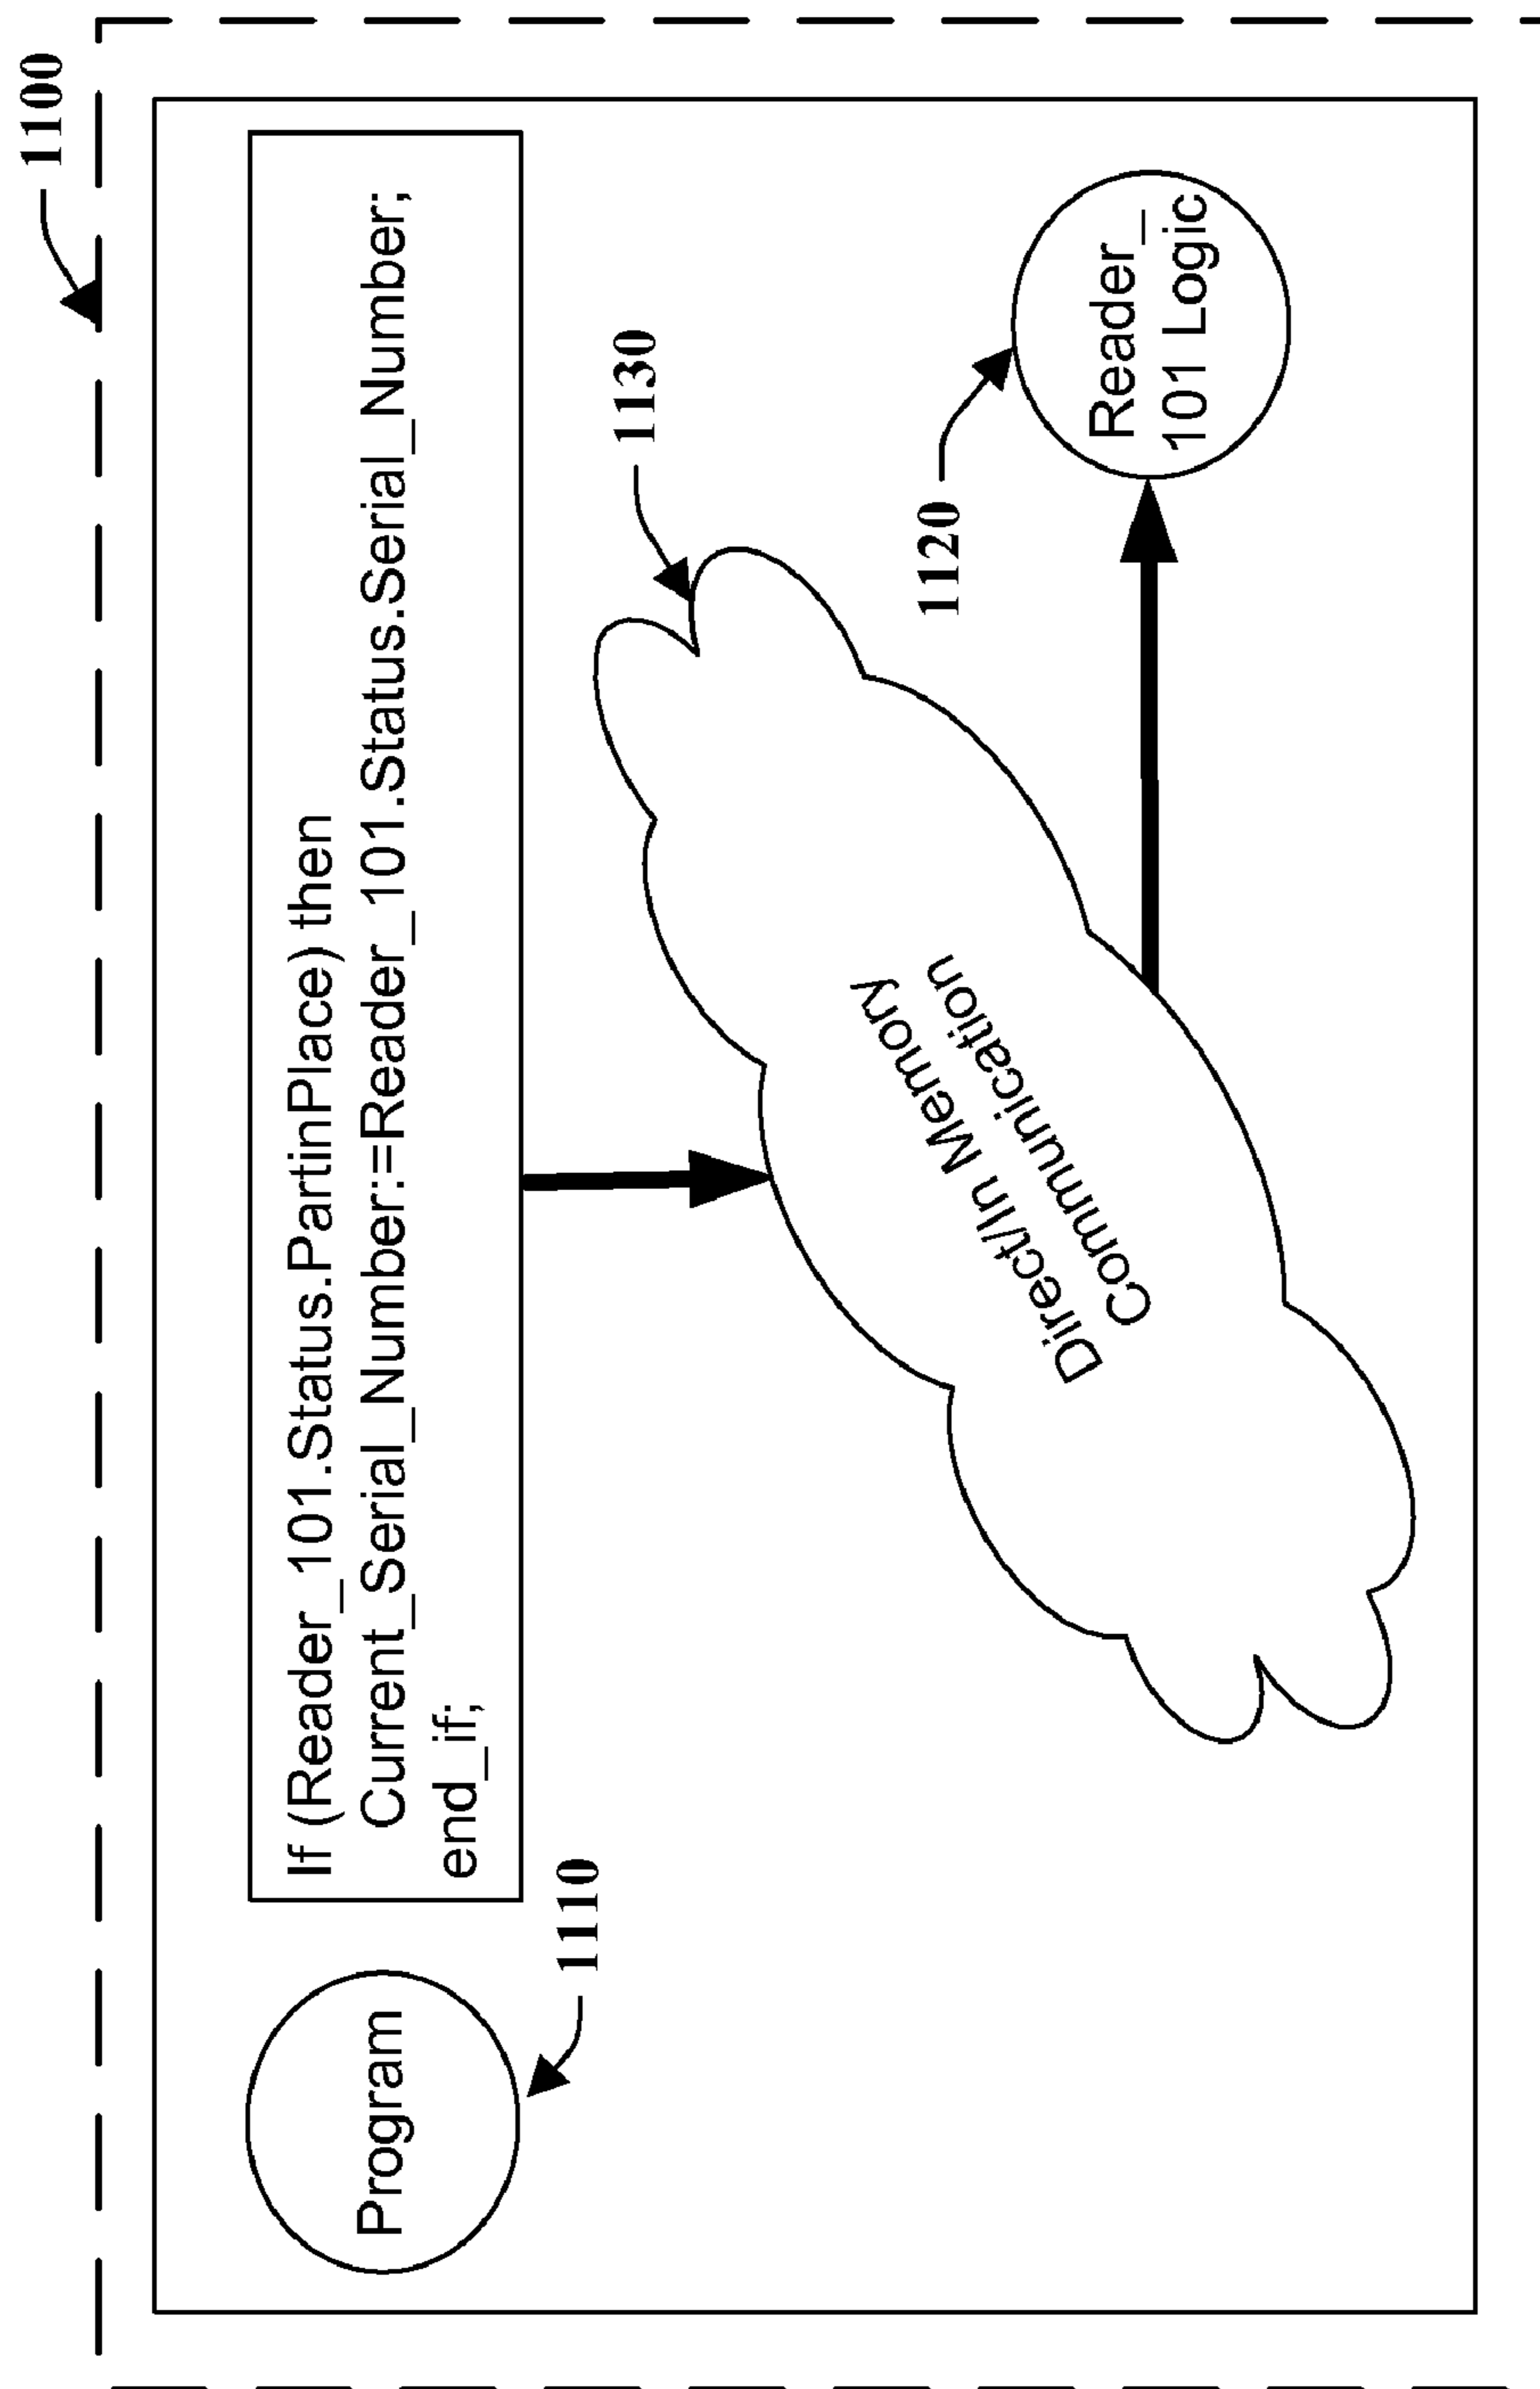 1100
If (Reader_101.Status.PartinPlace) then
Current_Serial_Number:=Reader_101.Status.Serial_Number;
end_if;
Program
1110
1130
Direct/In Memory
Communication
1120
Reader_
101 Logic